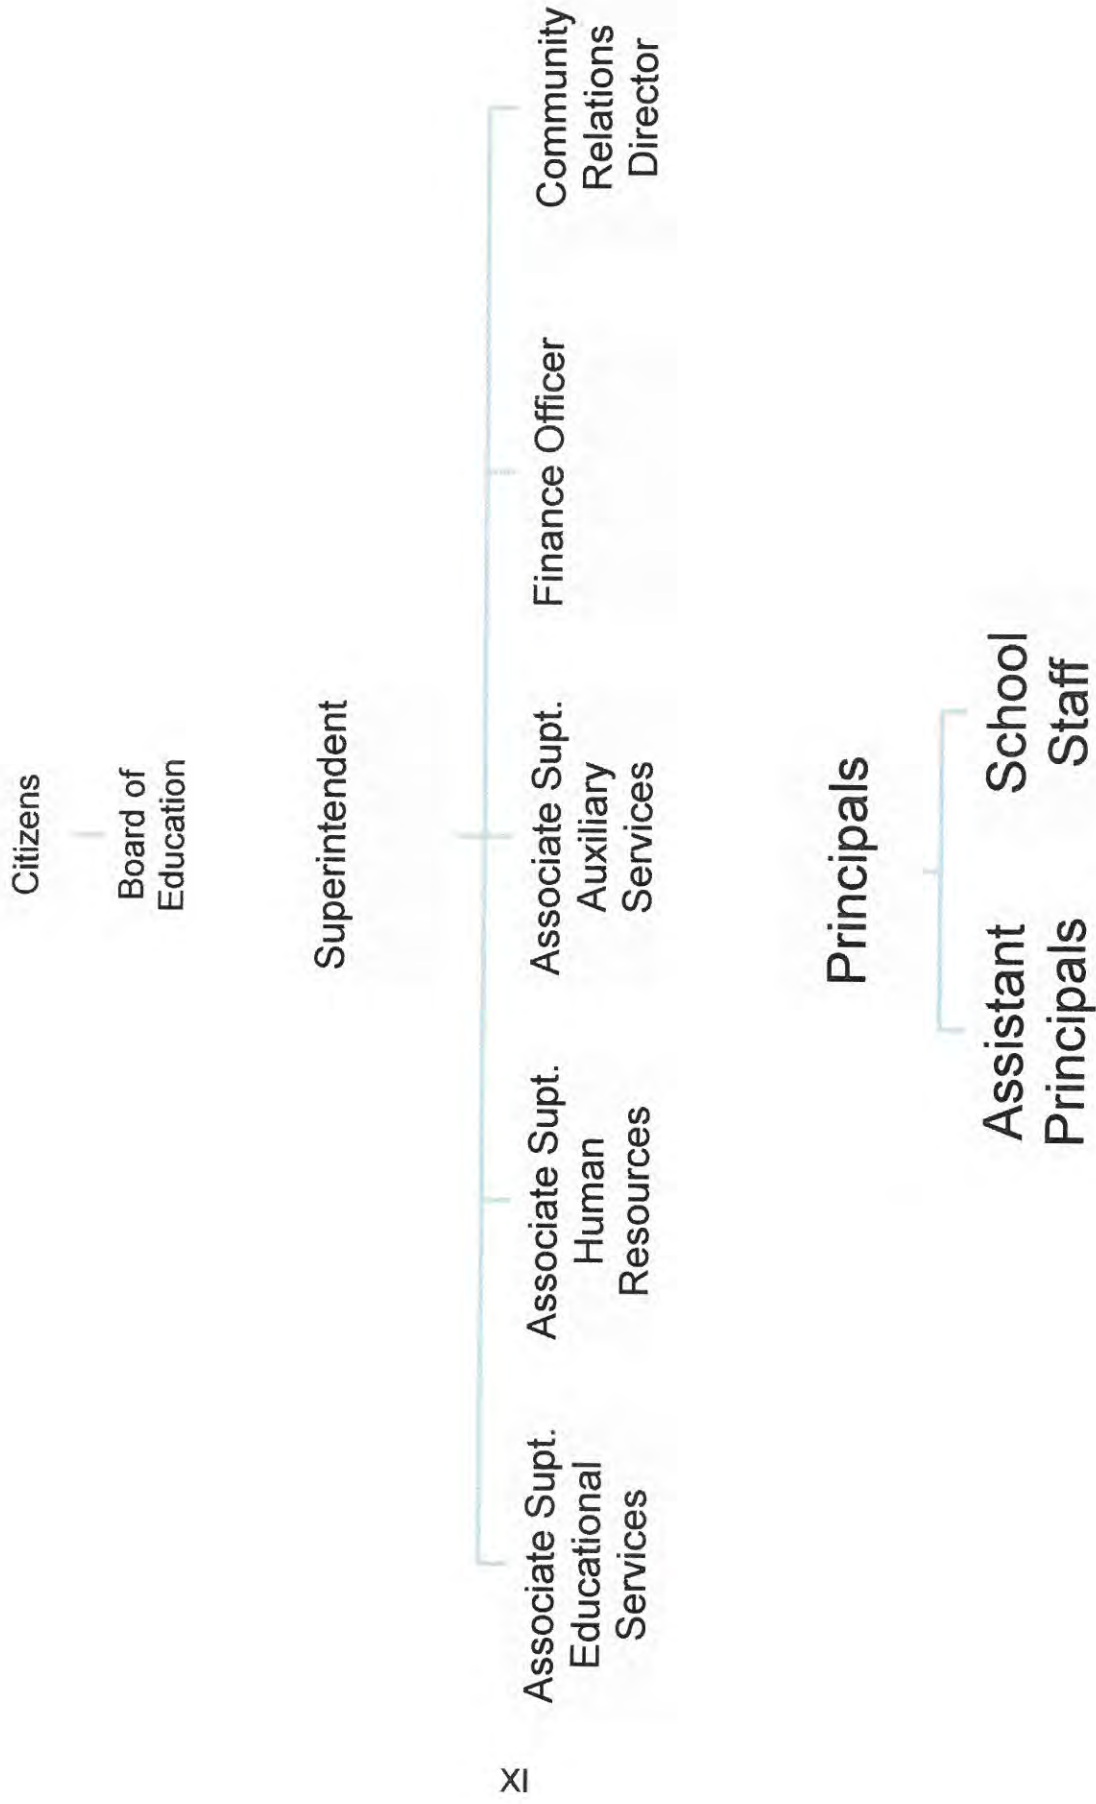 Citizens
Board of
Education
Superintendent
Associate Supt.
Educational
Services
Associate Supt.
Human
Resources
Associate Supt.
Auxiliary
Services
Finance Officer
Community
Relations
Director
Principals
Assistant
Principals
School
Staff
XI